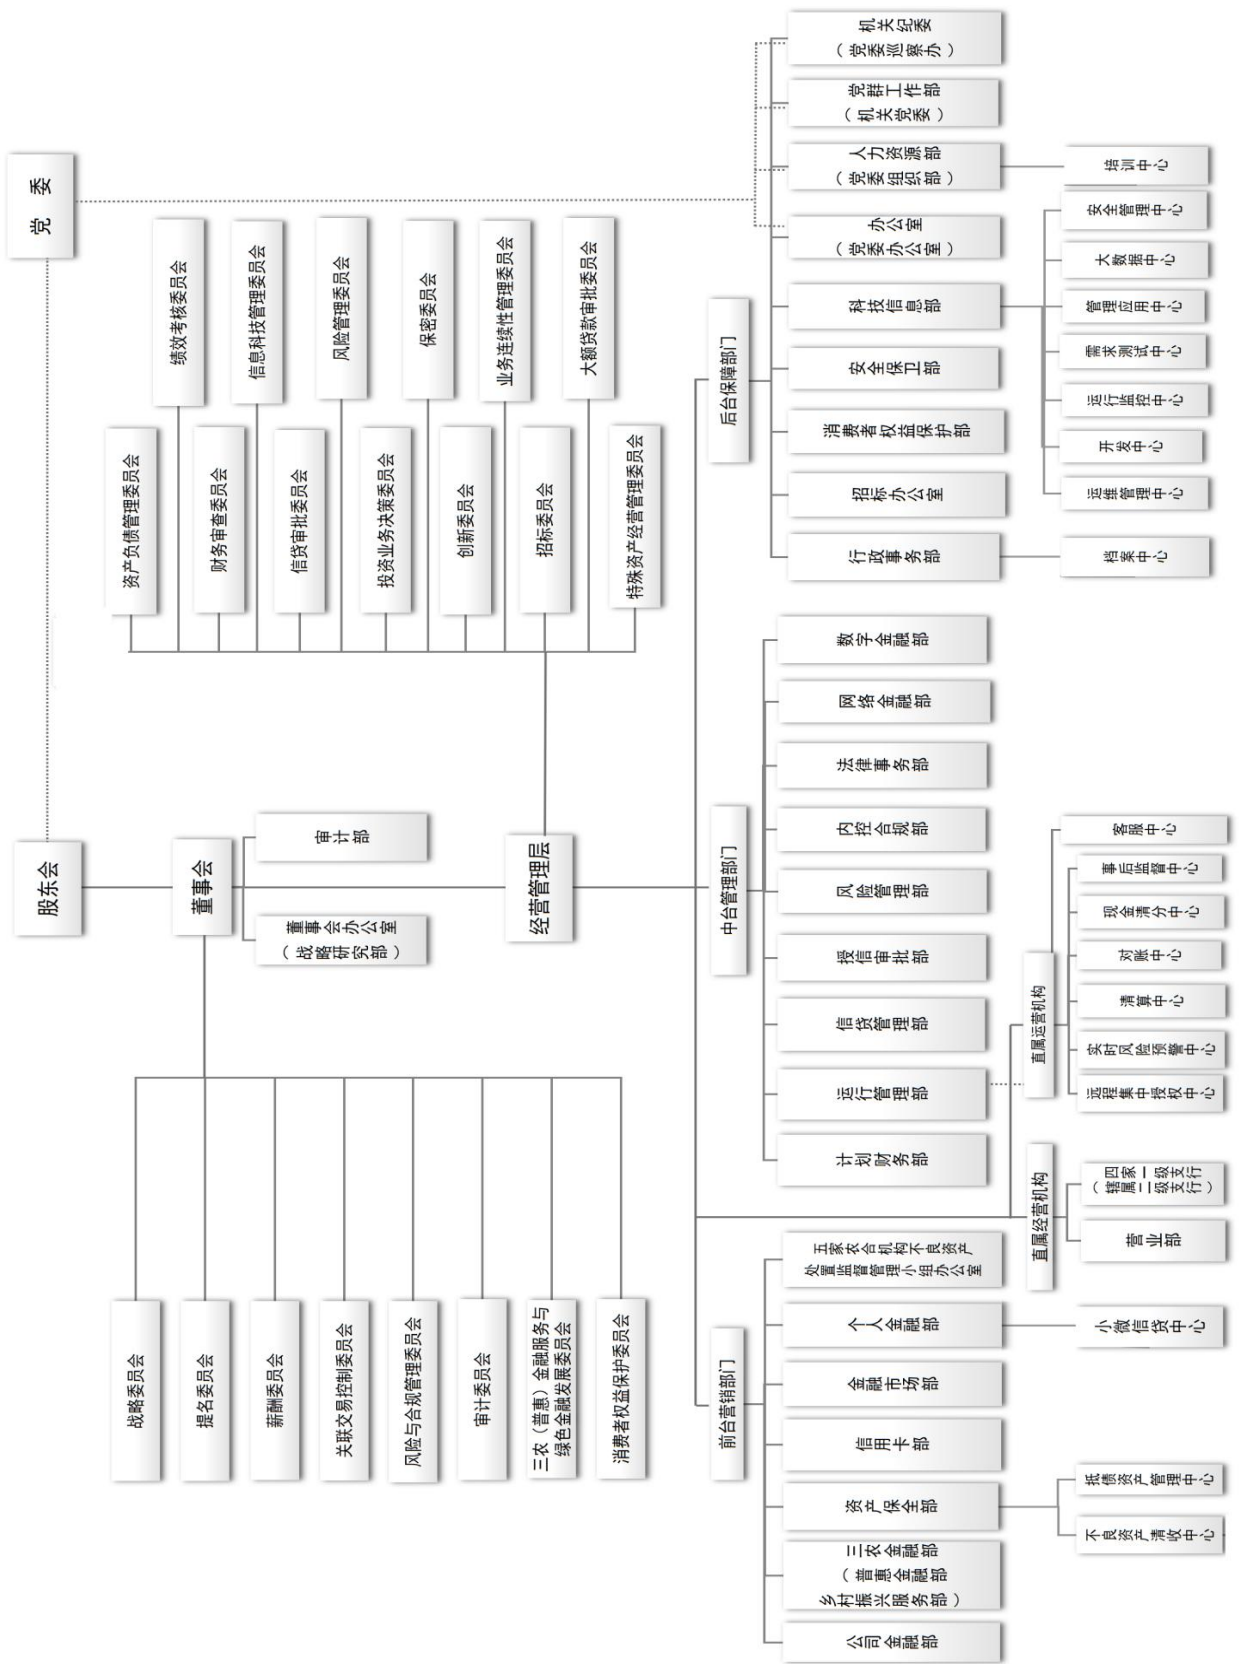 党 委
股东会
董事会
审计部
董事会办公室
（战略研究部）
战略委员会
提名委员会
薪酬委员会
关联交易控制委员会
风险与合规管理委员会
审计委员会
三农（普惠）金融服务与
绿色金融发展委员会
消费者权益保护委员会
经营管理层
资产负债管理委员会
绩效考核委员会
财务审查委员会
信息科技管理委员会
信贷审批委员会
风险管理委员会
投资业务决策委员会
保密委员会
创新委员会
业务连续性管理委员会
招标委员会
大额贷款审批委员会
特殊资产经营管理委员会
前台营销部门
公司金融部
三农金融部
（普惠金融部
乡村振兴服务部）
资产保全部
信用卡部
金融市场部
个人金融部
五家农合机构不良资产
处置监督管理小组办公室
不良资产清收中心
抵债资产管理中心
小微信贷中心
直属经营机构
营业部
四家一级支行
（辖属二级支行）
中台管理部门
计划财务部
运行管理部
信贷管理部
授信审批部
风险管理部
内控合规部
法律事务部
网络金融部
数字金融部
直属运营机构
远程集中授权中心
实时风险预警中心
清算中心
对账中心
现金清分中心
事后监督中心
客服中心
后台保障部门
行政事务部
招标办公室
消费者权益保护部
安全保卫部
科技信息部
办公室
（党委办公室）
人力资源部
（党委组织部）
党群工作部
（机关党委）
机关纪委
（党委巡察办）
档案中心
运维管理中心
开发中心
运行监控中心
需求测试中心
管理应用中心
大数据中心
安全管理中心
培训中心